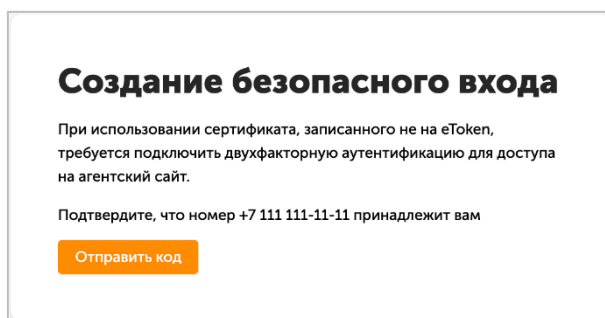 Создание безопасного входа
При использовании сертификата, записанного не на eToken,
требуется подключить двухфакторную аутентификацию для доступа
на агентский сайт.
Подтвердите, что номер +7 111 111-11-11 принадлежит вам
Отправить код